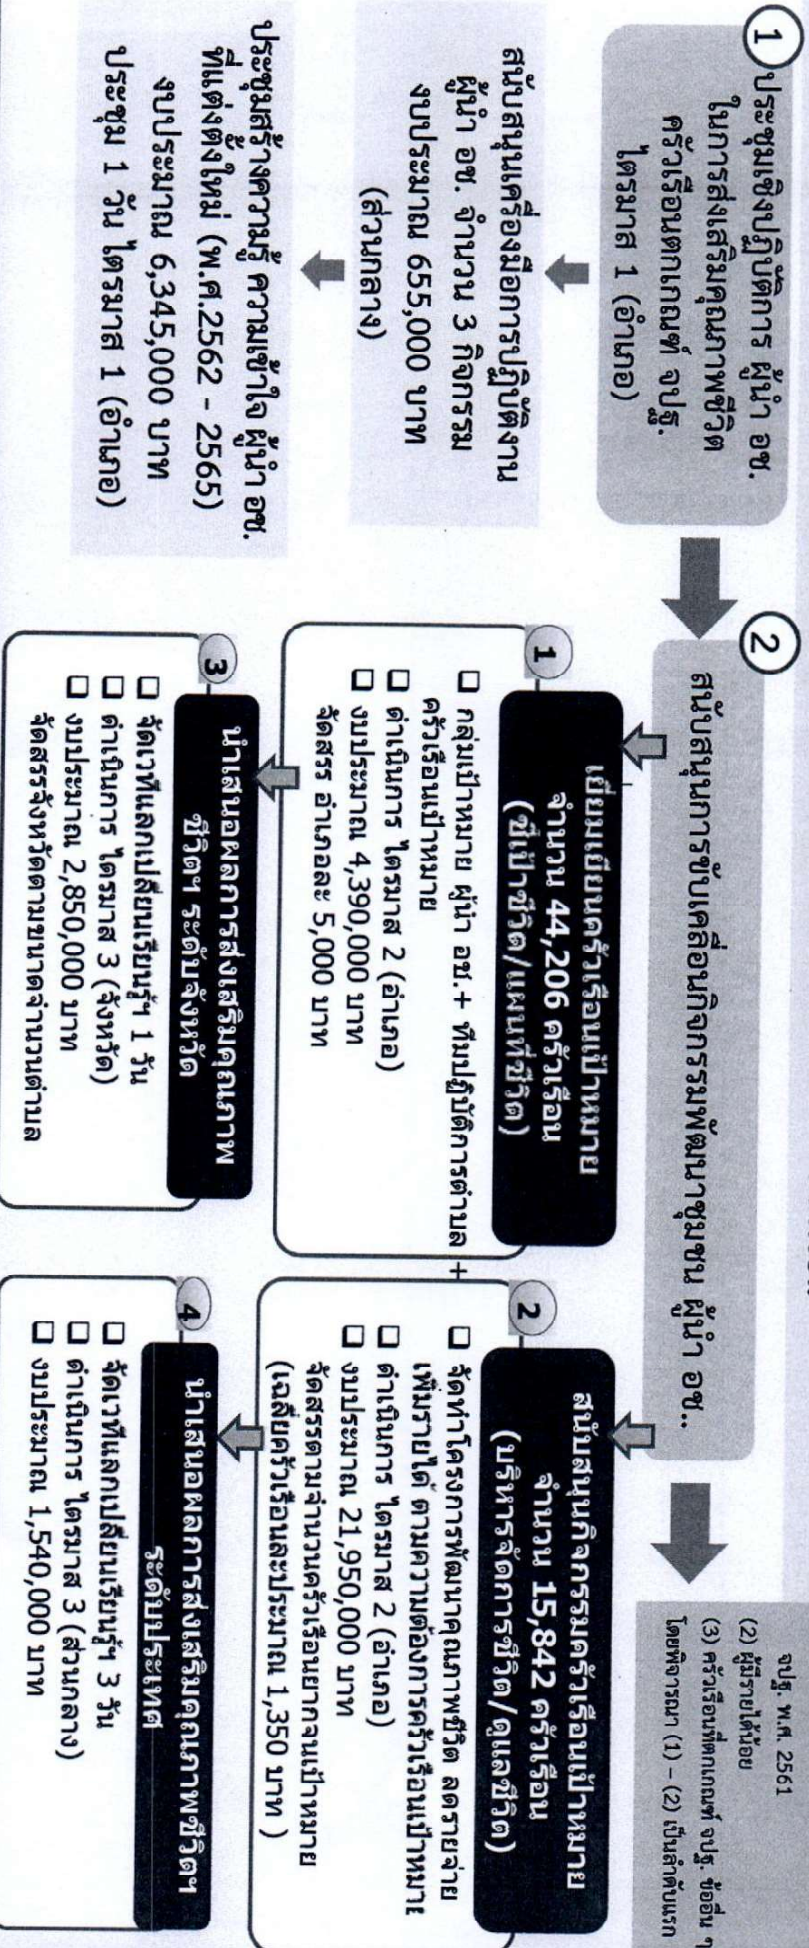 1
ประชุมเชิงปฏิบัติการ ผู้นำ อช.
ในการส่งเสริมคุณภาพชีวิต
ครัวเรือนตกเกณฑ์ จปฐ.
ไตรมาส 1 (อำเภอ)
สนับสนุนเครื่องมือการปฏิบัติงาน
ผู้นำ อช. จำนวน 3 กิจกรรม
งบประมาณ 655,000 บาท
(ส่วนกลาง)
ประชุมสร้างความรู้ ความเข้าใจ ผู้นำ อช.
ที่แต่งตั้งใหม่ (พ.ศ.2562 - 2565)
งบประมาณ 6,345,000 บาท
ประชุม 1 วัน ไตรมาส 1 (อำเภอ)
2
สนับสนุนการขับเคลื่อนกิจกรรมพัฒนาชุมชน ผู้นำ อช..
1
เยี่ยมเยียนครัวเรือนเป้าหมาย
จำนวน 44,206 ครัวเรือน
(ชี้เป้าชีวิต/แผนที่ชีวิต)
❑ กลุ่มเป้าหมาย ผู้นำ อช.+ ทีมปฏิบัติการตำบล +
ครัวเรือนเป้าหมาย
❑ ดำเนินการ ไตรมาส 2 (อำเภอ)
❑ งบประมาณ 4,390,000 บาท
จัดสรร อำเภอละ 5,000 บาท
2
สนับสนุนกิจกรรมครัวเรือนเป้าหมาย
จำนวน 15,842 ครัวเรือน
(บริหารจัดการชีวิต/ดูแลชีวิต)
❑ จัดทำโครงการพัฒนาคุณภาพชีวิต ลดรายจ่าย
เพิ่มรายได้ ตามความต้องการครัวเรือนเป้าหมาย
❑ ดำเนินการ ไตรมาส 2 (อำเภอ)
❑ งบประมาณ 21,950,000 บาท
จัดสรรตามจำนวนครัวเรือนยากจนเป้าหมาย
(เฉลี่ยครัวเรือนละประมาณ 1,350 บาท )
3
นำเสนอผลการส่งเสริมคุณภาพ
ชีวิตฯ ระดับจังหวัด
❑ จัดเวทีแลกเปลี่ยนเรียนรู้ฯ 1 วัน
❑ ดำเนินการ ไตรมาส 3 (จังหวัด)
❑ งบประมาณ 2,850,000 บาท
จัดสรรจังหวัดตามขนาดจำนวนตำบล
4
นำเสนอผลการส่งเสริมคุณภาพชีวิตฯ
ระดับประเทศ
❑ จัดเวทีแลกเปลี่ยนเรียนรู้ฯ 3 วัน
❑ ดำเนินการ ไตรมาส 3 (ส่วนกลาง)
❑ งบประมาณ 1,540,000 บาท
จปฐ. พ.ศ. 2561
(2) ผู้มีรายได้น้อย
(3) ครัวเรือนที่ตกเกณฑ์ จปฐ. ข้ออื่น ๆ
โดยพิจารณา (1) – (2) เป็นลำดับแรก